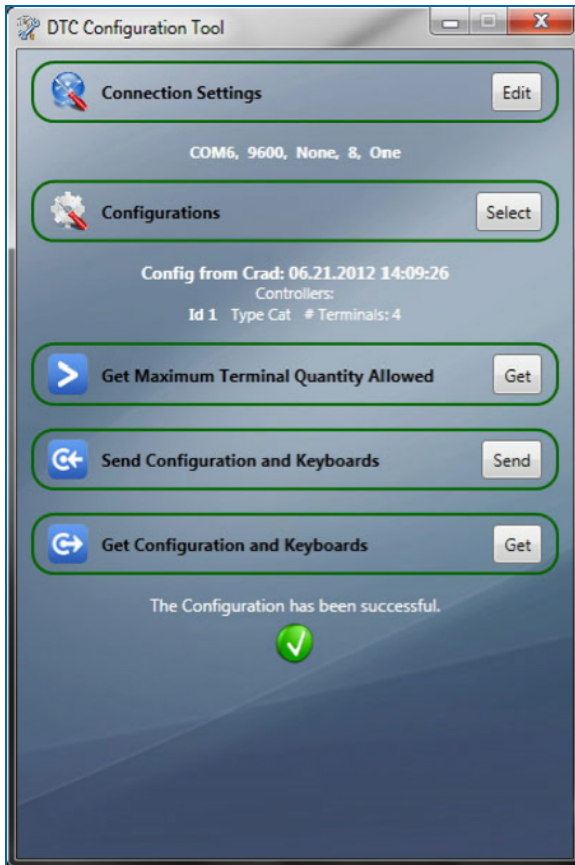 DTC Configuration Tool
Connection Settings Edit
COM6, 9600, None, 8, One
Configurations Select
Config from Crad: 06.21.2012 14:09:26
Controllers:
Id 1 Type Cat # Terminals: 4
Get Maximum Terminal Quantity Allowed Get
Send Configuration and Keyboards Send
Get Configuration and Keyboards Get
The Configuration has been successful.